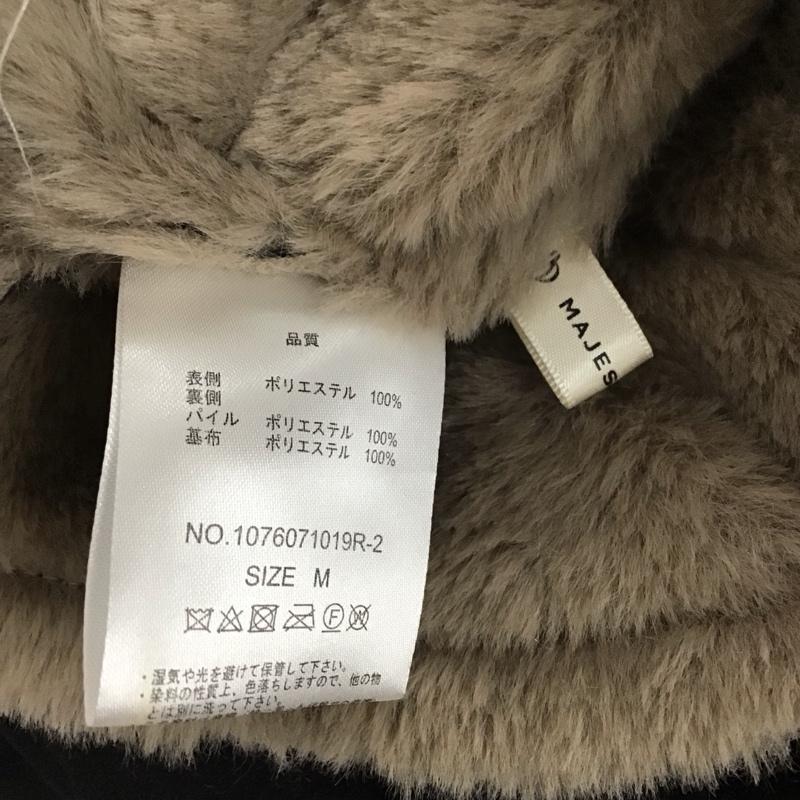 品質
表側 ポリエステル 100%
裏側
パイル ポリエステル 100%
基布 ポリエステル 100%
NO.1076071019R-2
SIZE M
F
・湿気や光を避けて保管して下さい。
・染料の性質上、色落ちしますので、他の物
とは別に洗って下さい。
MAJES